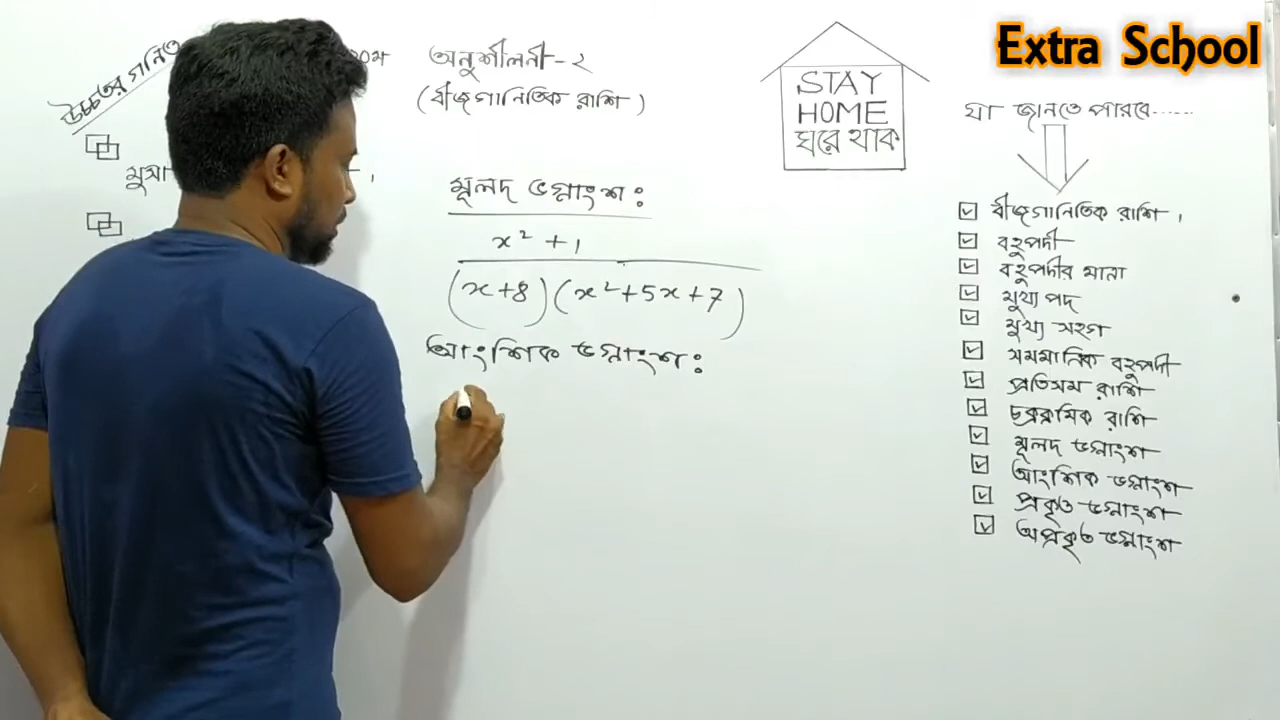 উচ্চতর গনিত
অনুশীলনী-২
(বীজগানিতিক রাশি)
মূলদ ভগ্নাংশঃ
x² + 1
(x+8)(x²+5x+7)
আংশিক ভগ্নাংশঃ
STAY
HOME
ঘরে থাক
Extra School
যা জানতে পারবে......
বীজগানিতিক রাশি।
বহুপদী
বহুপদীর মাত্রা
মুখ্য পদ
মুখ্য সহগ
সমমাত্রিক বহুপদী
প্রতিসম রাশি
চক্রক্রমিক রাশি
মূলদ ভগ্নাংশ
আংশিক ভগ্নাংশ
প্রকৃত ভগ্নাংশ
অপ্রকৃত ভগ্নাংশ